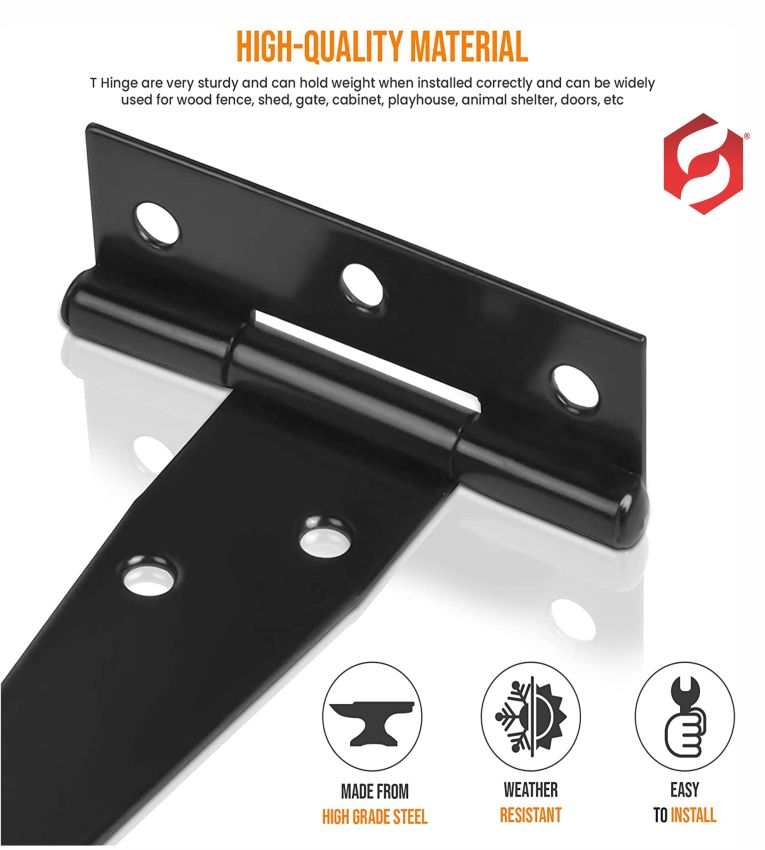 HIGH-QUALITY MATERIAL
T Hinge are very sturdy and can hold weight when installed correctly and can be widely
used for wood fence, shed, gate, cabinet, playhouse, animal shelter, doors, etc
®
MADE FROM
HIGH GRADE STEEL
WEATHER
RESISTANT
EASY
TO INSTALL